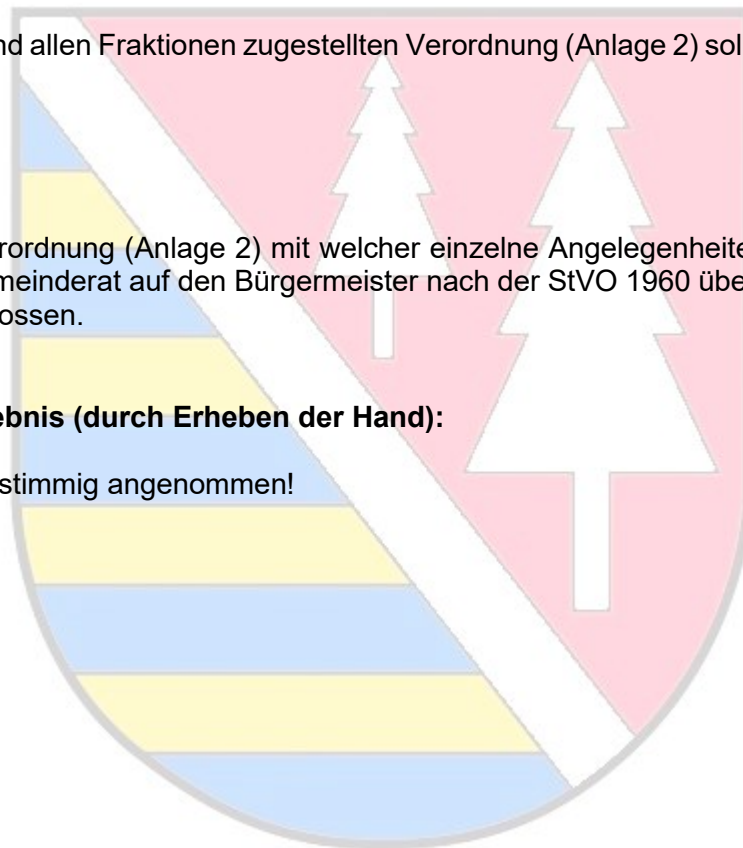 nd allen Fraktionen zugestellten Verordnung (Anlage 2) sol
rordnung (Anlage 2) mit welcher einzelne Angelegenheite
meinderat auf den Bürgermeister nach der StVO 1960 übe
ossen.
ebnis (durch Erheben der Hand):
stimmig angenommen!